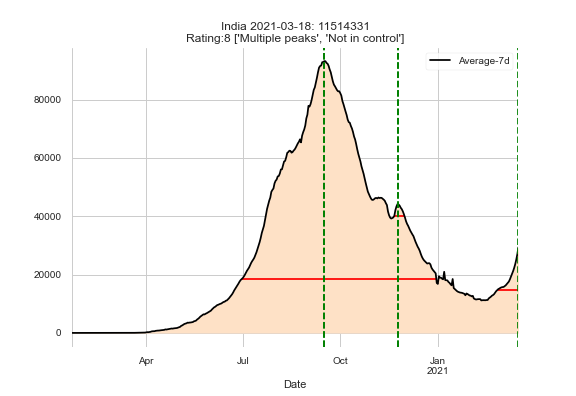 India 2021-03-18: 11514331
Rating:8 ['Multiple peaks', 'Not in control']
Average-7d
80000
60000
40000
20000
0
Apr
Jul
Oct
Jan
2021
Date